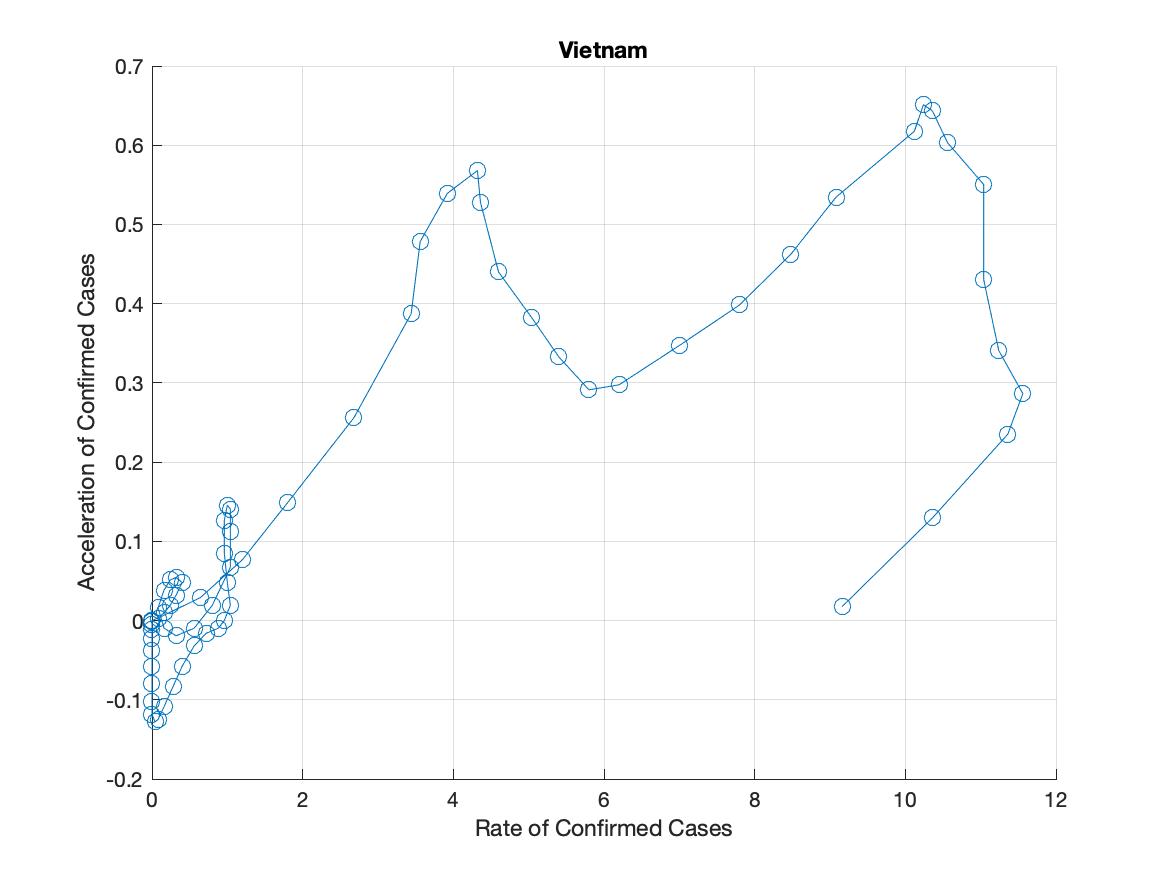 Vietnam
0.7
0.6
0.5
0.4
0.3
0.2
0.1
0
-0.1
-0.2
Acceleration of Confirmed Cases
0 2 4 6 8 10 12
Rate of Confirmed Cases